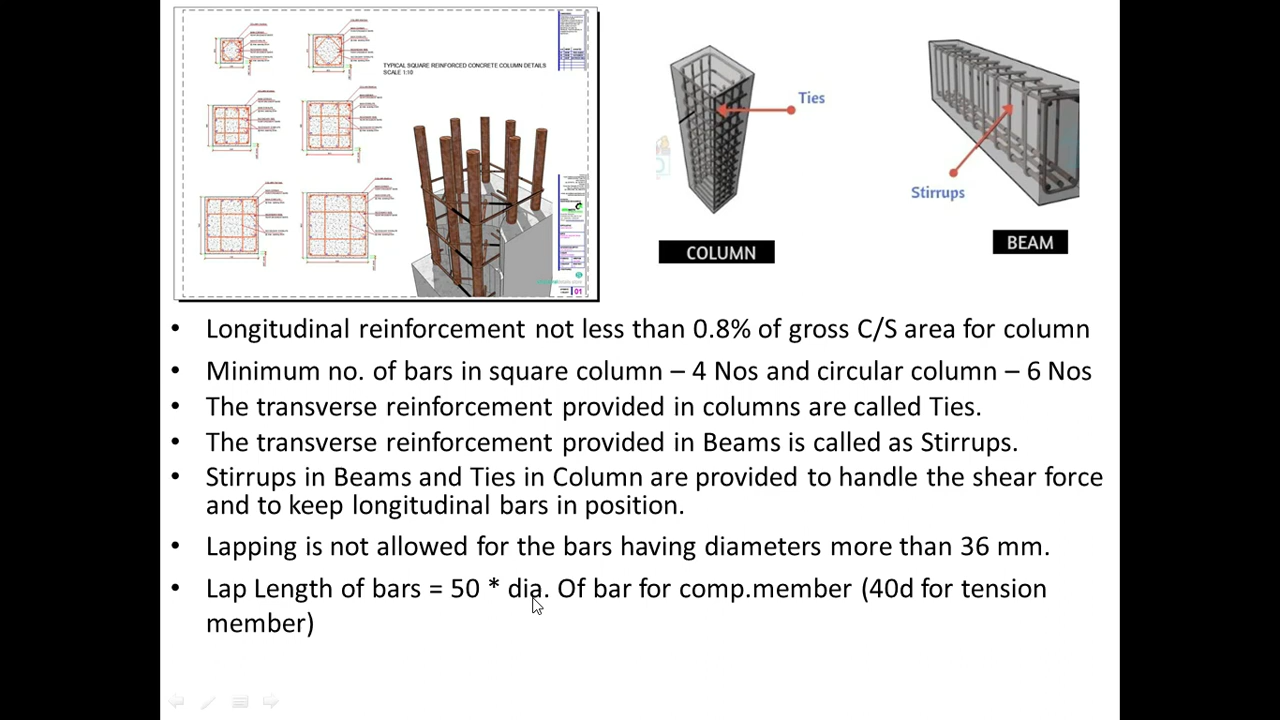 TYPICAL SQUARE REINFORCED CONCRETE COLUMN DETAILS
SCALE 1:10
01
Ties
Stirrups
COLUMN
BEAM
• Longitudinal reinforcement not less than 0.8% of gross C/S area for column
• Minimum no. of bars in square column – 4 Nos and circular column – 6 Nos
• The transverse reinforcement provided in columns are called Ties.
• The transverse reinforcement provided in Beams is called as Stirrups.
• Stirrups in Beams and Ties in Column are provided to handle the shear force
and to keep longitudinal bars in position.
• Lapping is not allowed for the bars having diameters more than 36 mm.
• Lap Length of bars = 50 * dia. Of bar for comp.member (40d for tension
member)